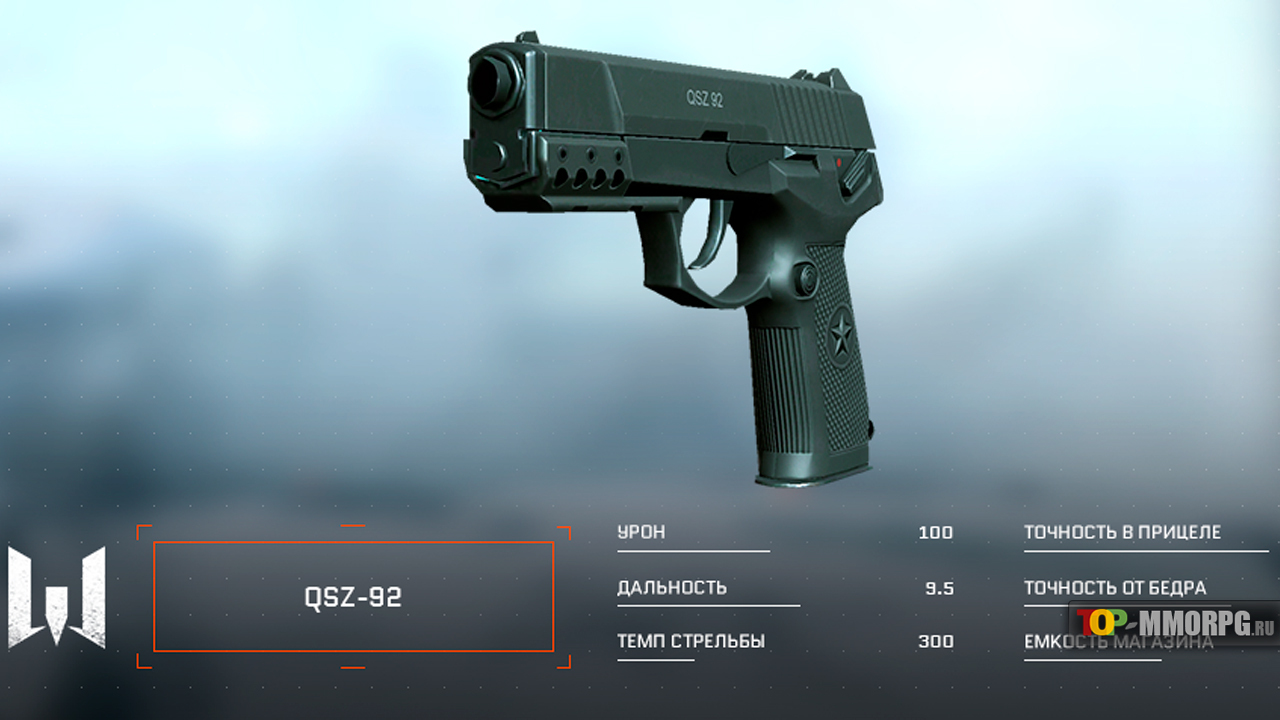 QSZ 92
QSZ-92
УРОН 100
ДАЛЬНОСТЬ 9.5
ТЕМП СТРЕЛЬБЫ 300
ТОЧНОСТЬ В ПРИЦЕЛЕ
ТОЧНОСТЬ ОТ БЕДРА
ЕМКОСТЬ МАГАЗИНА
TOP-MMORPG.RU